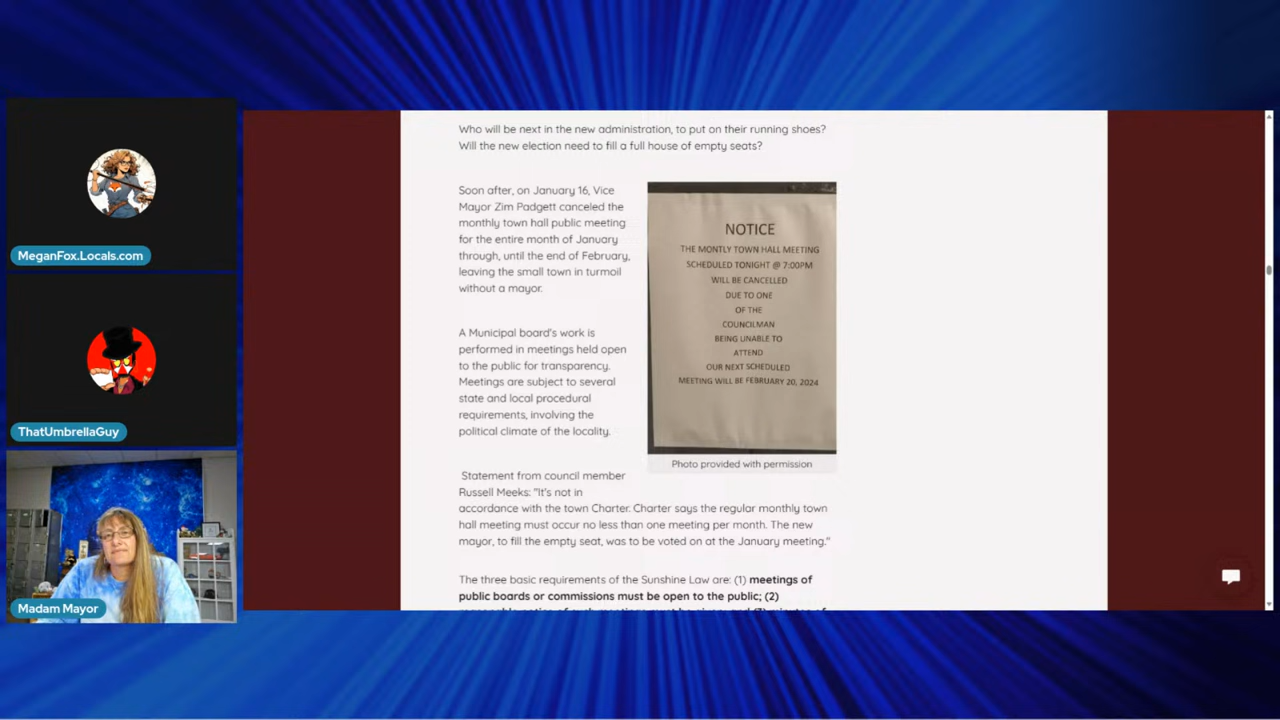 MeganFox.Locals.com
ThatUmbrellaGuy
Madam Mayor
Who will be next in the new administration, to put on their running shoes?
Will the new election need to fill a full house of empty seats?
Soon after, on January 16, Vice
Mayor Zim Padgett canceled the
monthly town hall public meeting
for the entire month of January
through, until the end of February,
leaving the small town in turmoil
without a mayor.
A Municipal board's work is
performed in meetings held open
to the public for transparency.
Meetings are subject to several
state and local procedural
requirements, involving the
political climate of the locality.
NOTICE
THE MONTLY TOWN HALL MEETING
SCHEDULED TONIGHT @ 7:00PM
WILL BE CANCELLED
DUE TO ONE
OF THE
COUNCILMAN
BEING UNABLE TO
ATTEND
OUR NEXT SCHEDULED
MEETING WILL BE FEBRUARY 20, 2024
Photo provided with permission
Statement from council member
Russell Meeks: "It's not in
accordance with the town Charter. Charter says the regular monthly town
hall meeting must occur no less than one meeting per month. The new
mayor, to fill the empty seat, was to be voted on at the January meeting."
The three basic requirements of the Sunshine Law are: (1) meetings of
public boards or commissions must be open to the public; (2)